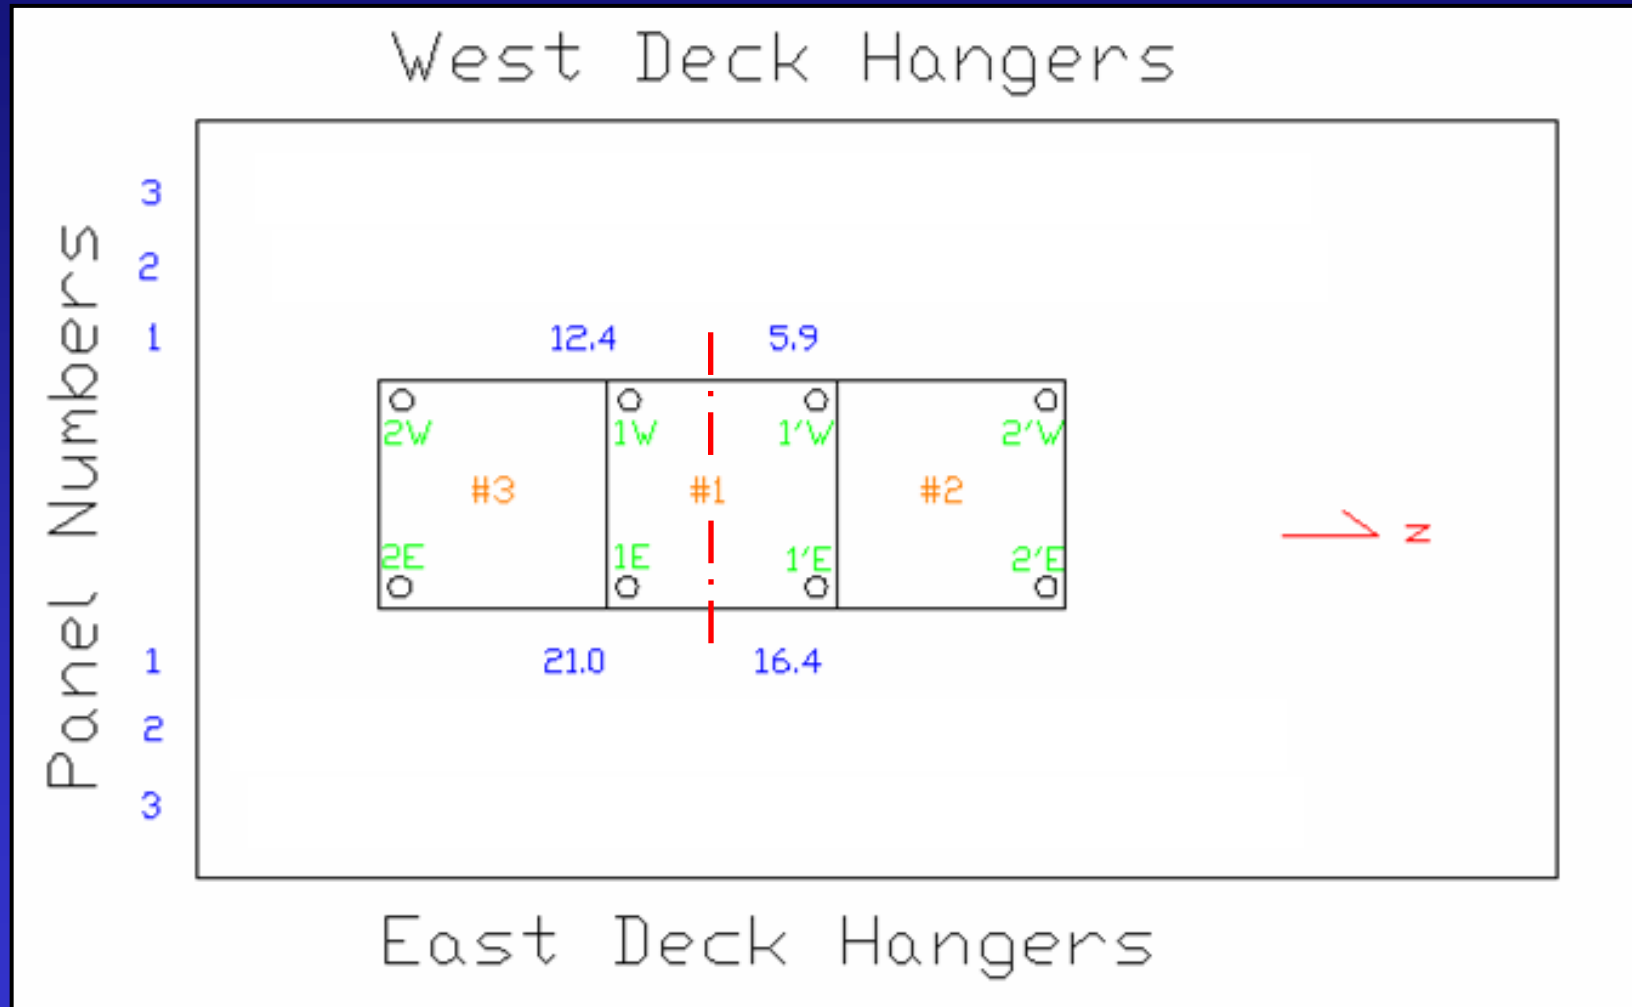 West Deck Hangers
Panel Numbers
3
2
1
12.4 5.9
2W 1W 1'W 2'W
#3 #1 #2
N
2E 1E 1'E 2'E
1
21.0 16.4
2
3
East Deck Hangers